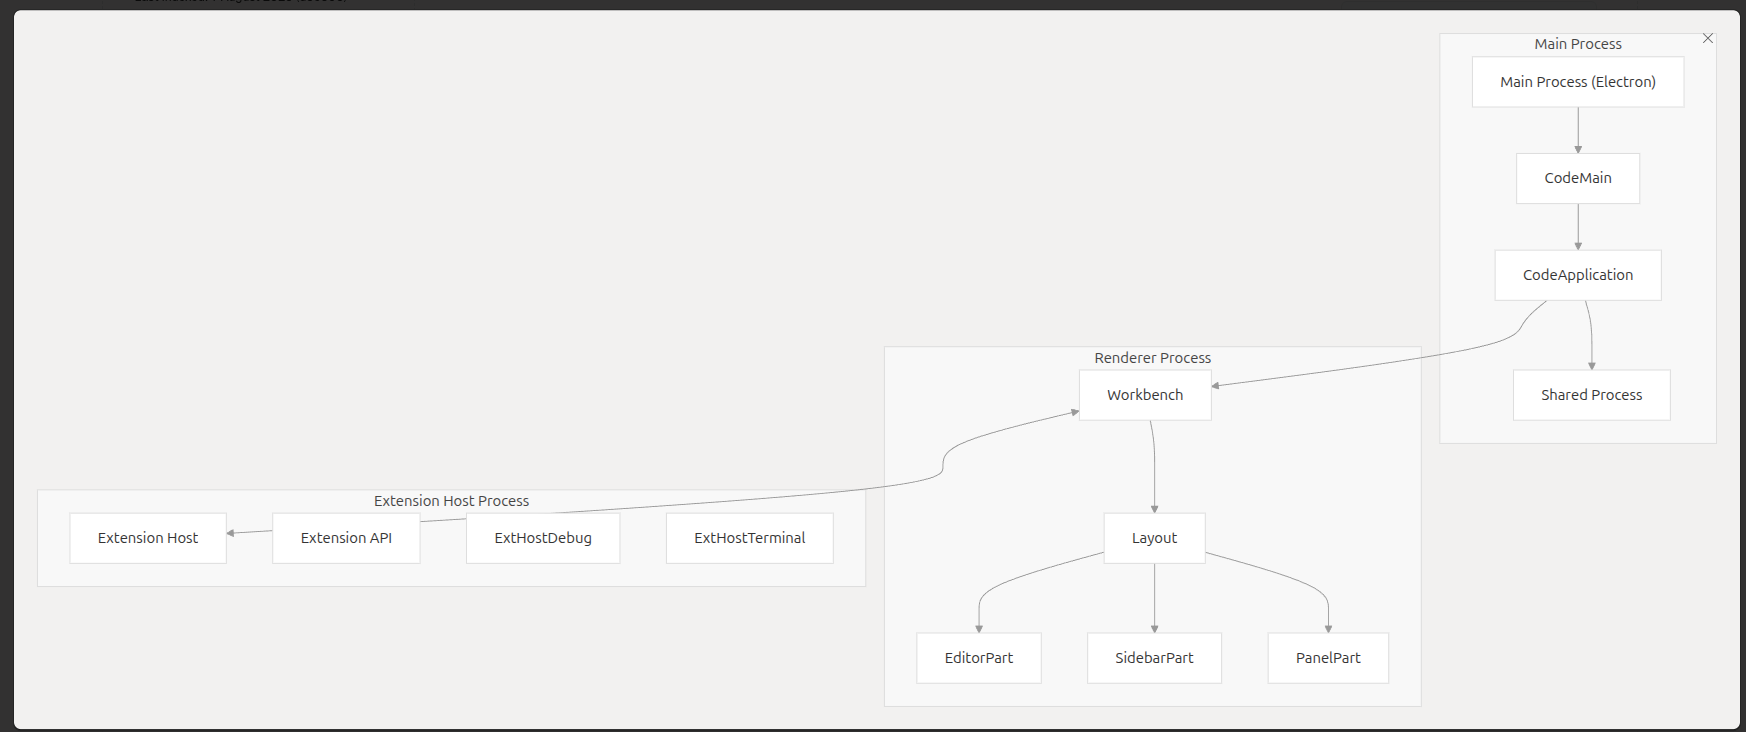 Main Process
Main Process (Electron)
CodeMain
CodeApplication
Shared Process
Renderer Process
Workbench
Layout
EditorPart
SidebarPart
PanelPart
Extension Host Process
Extension Host
Extension API
ExtHostDebug
ExtHostTerminal